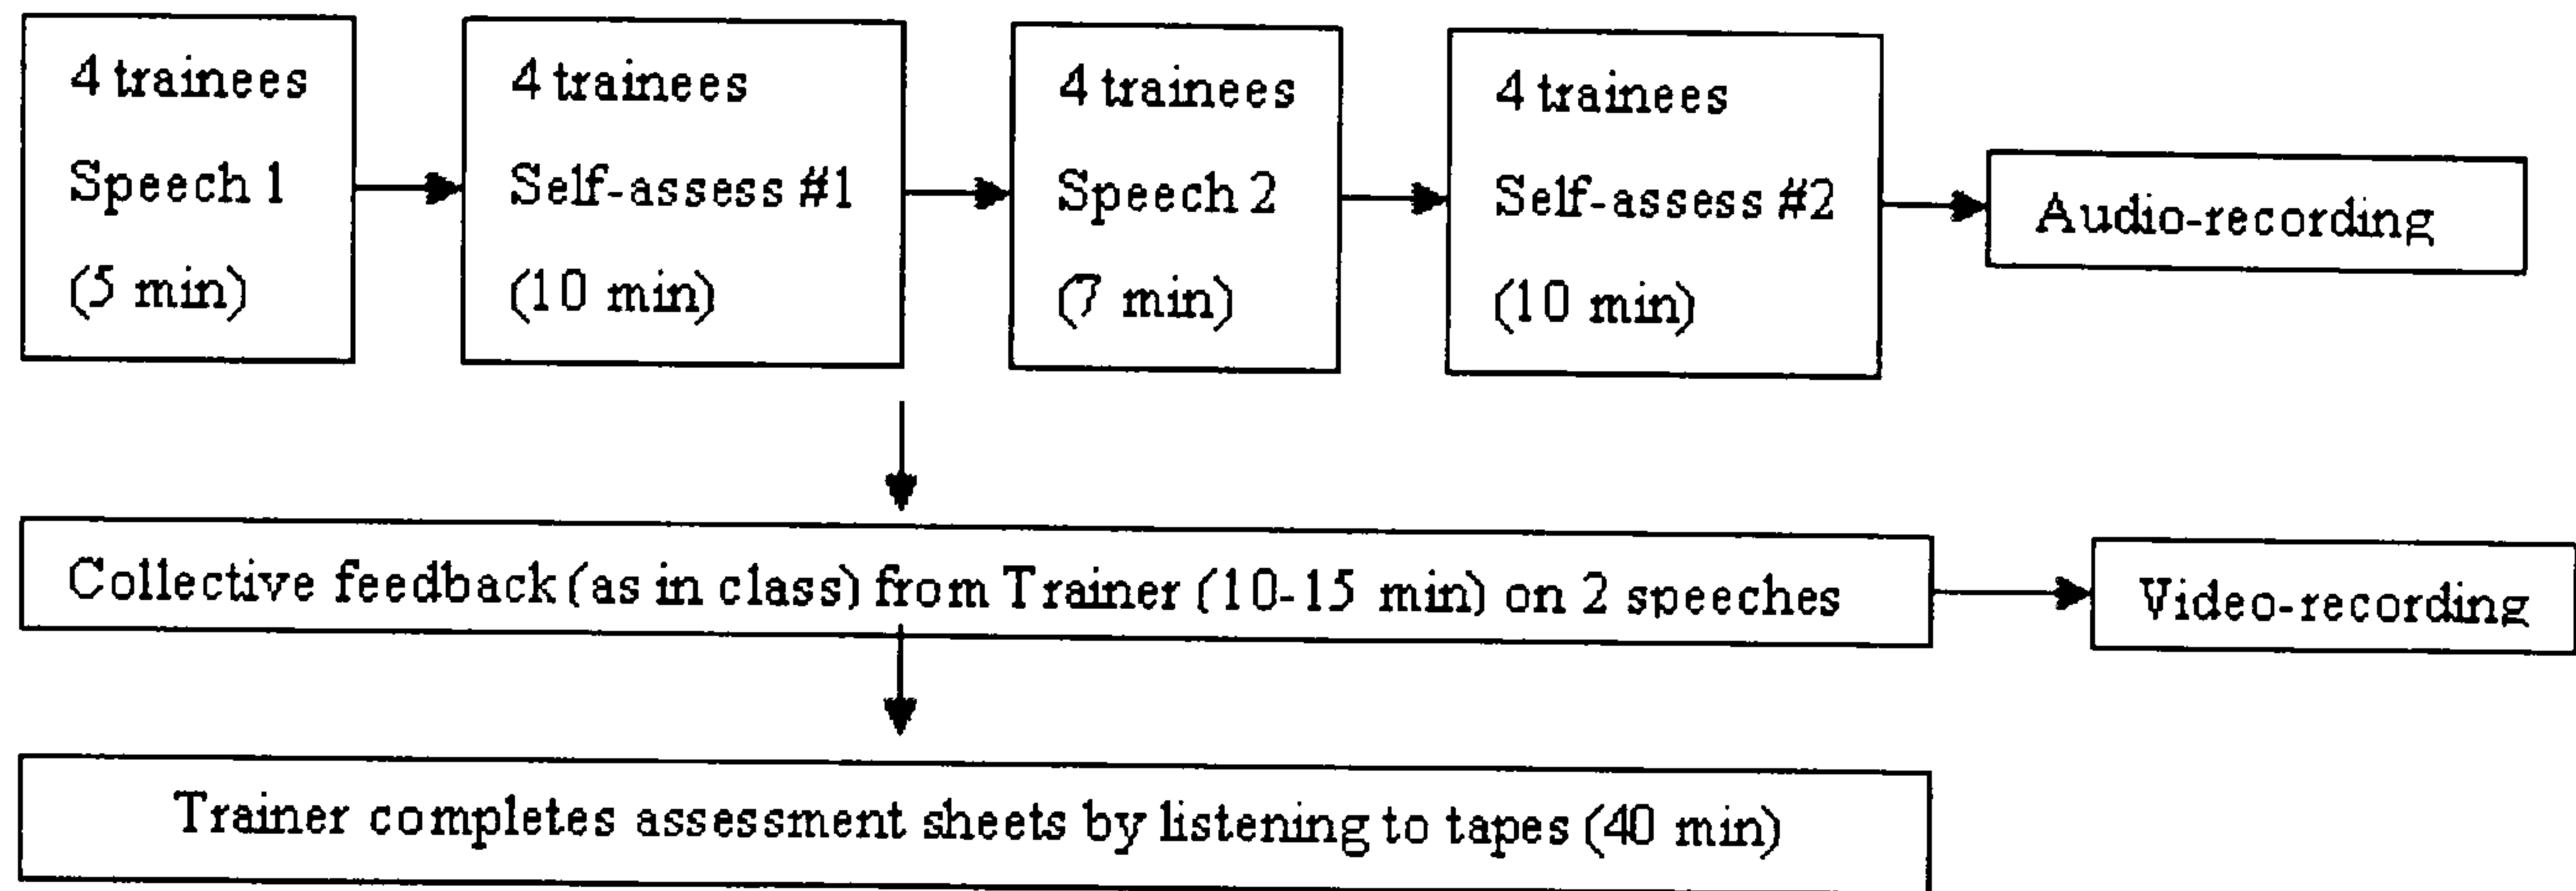 4 trainees
Speech 1
(5 min)
4 trainees
Self-assess #1
(10 min)
4 trainees
Speech 2
(7 min)
4 trainees
Self-assess #2
(10 min)
Audio-recording
Collective feedback (as in class) from Trainer (10-15 min) on 2 speeches
Video-recording
Trainer completes assessment sheets by listening to tapes (40 min)